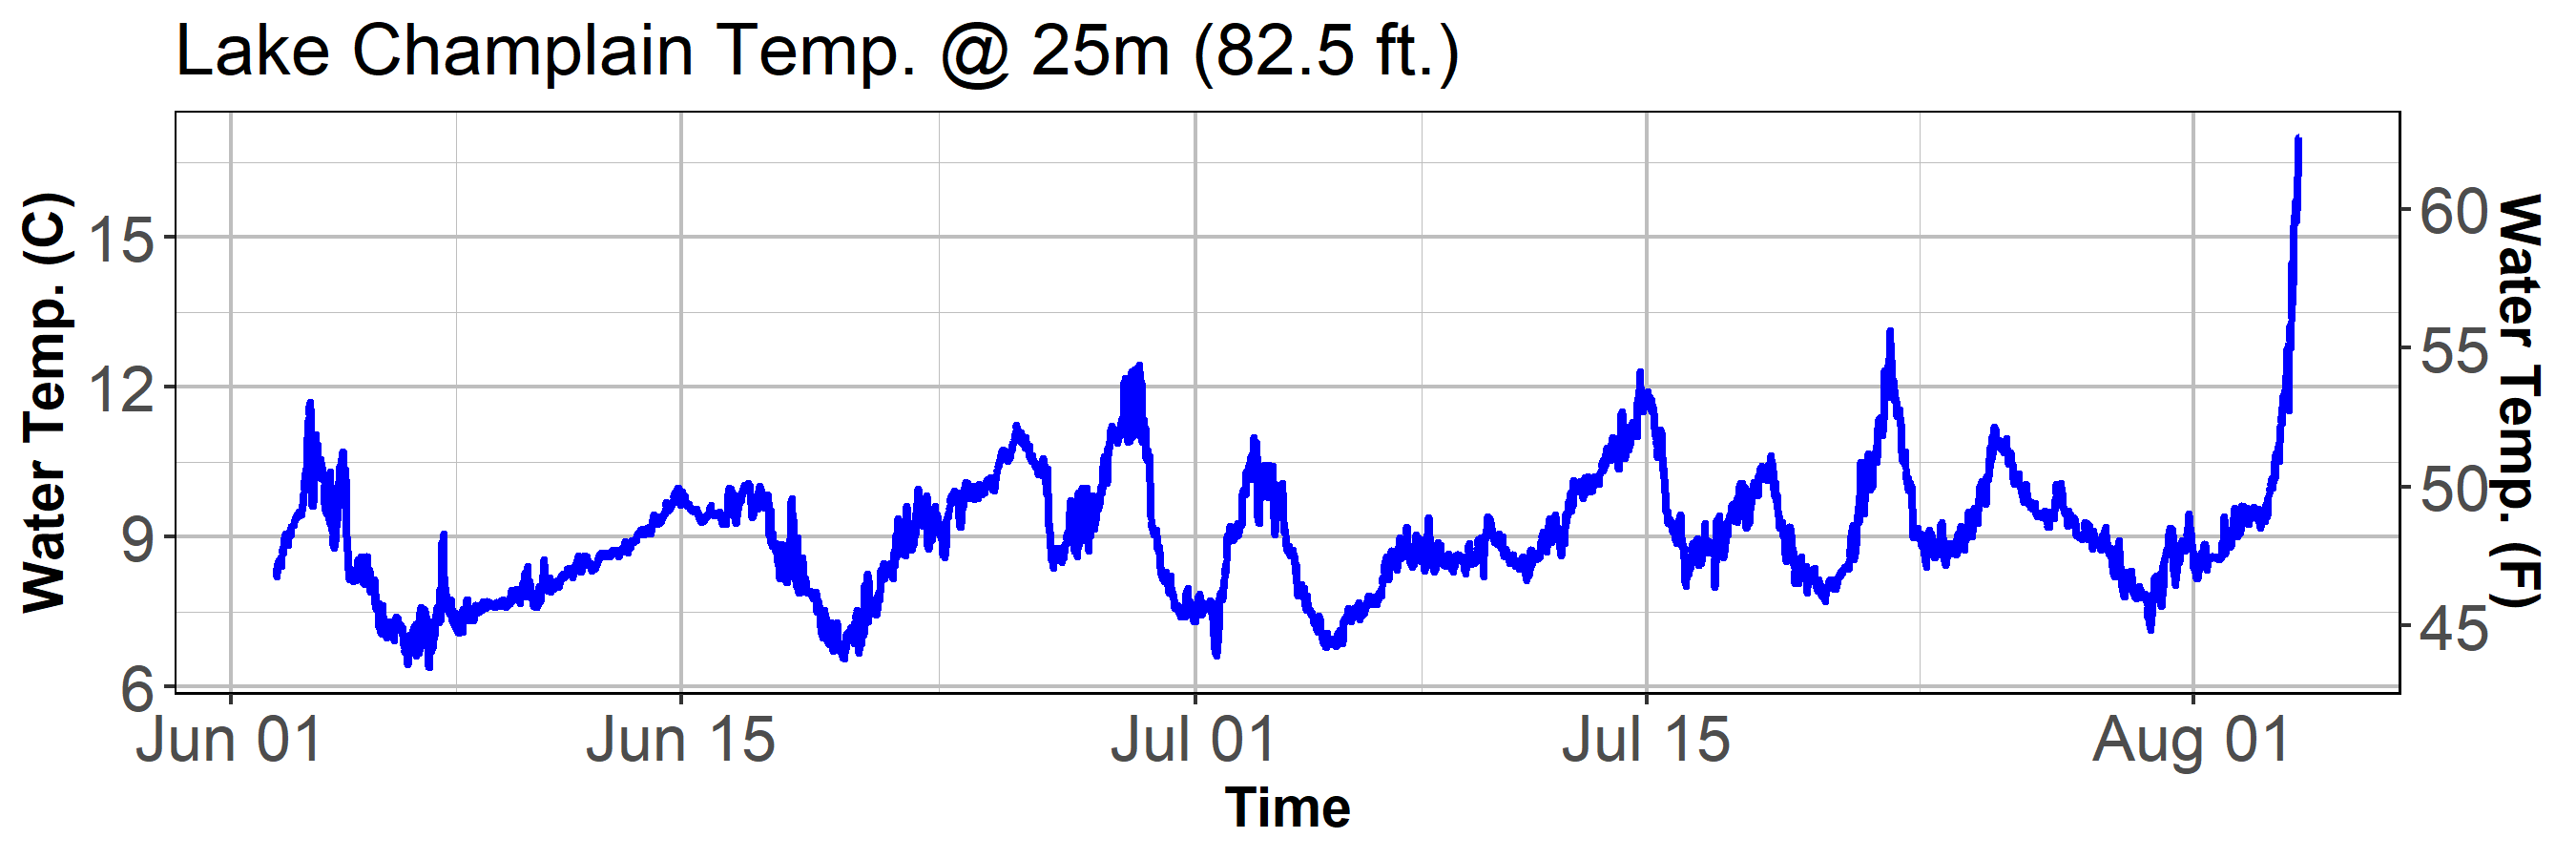 Lake Champlain Temp. @ 25m (82.5 ft.)
Water Temp. (C)
15
12
9
6
60
55
50
45
Water Temp. (F)
Jun 01 Jun 15 Jul 01 Jul 15 Aug 01
Time